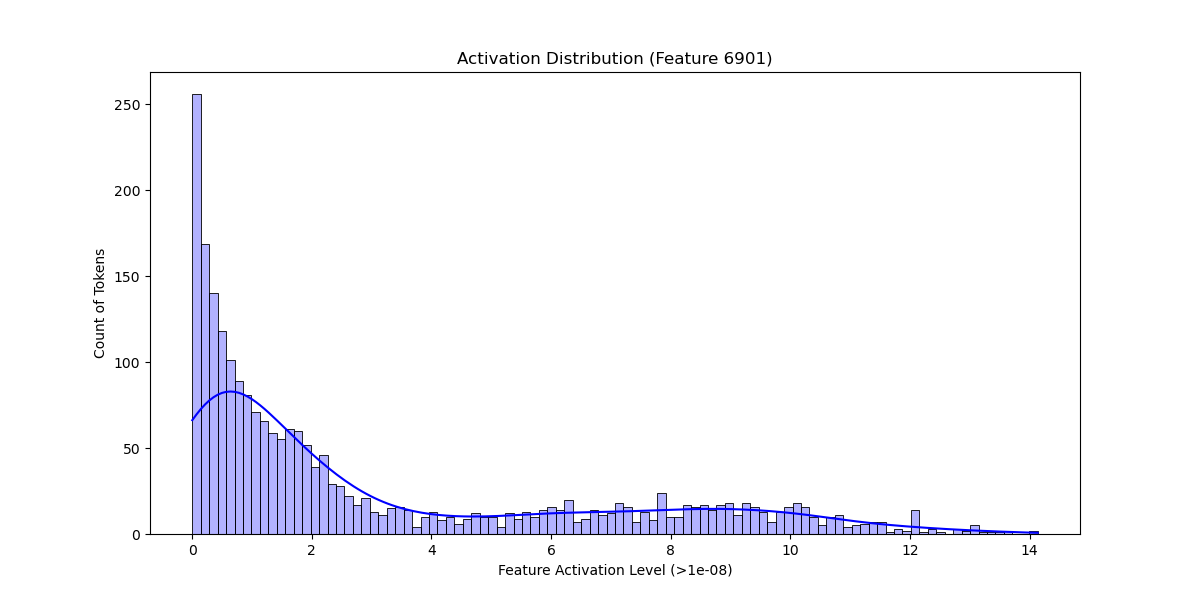 Activation Distribution (Feature 6901)
Count of Tokens
250
200
150
100
50
0
0 2 4 6 8 10 12 14
Feature Activation Level (>1e-08)